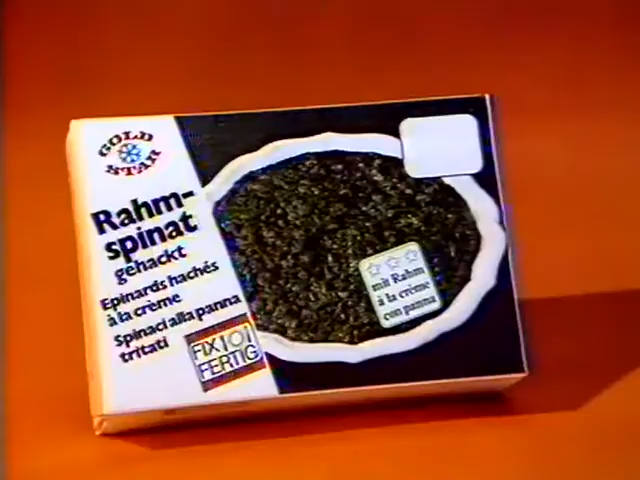 GOLD
STAR
Rahm-
spinat
gehackt
Epinards hachés
à la crème
Spinaci alla panna
tritati
FIX
FERTIG
mit Rahm
à la crème
con panna